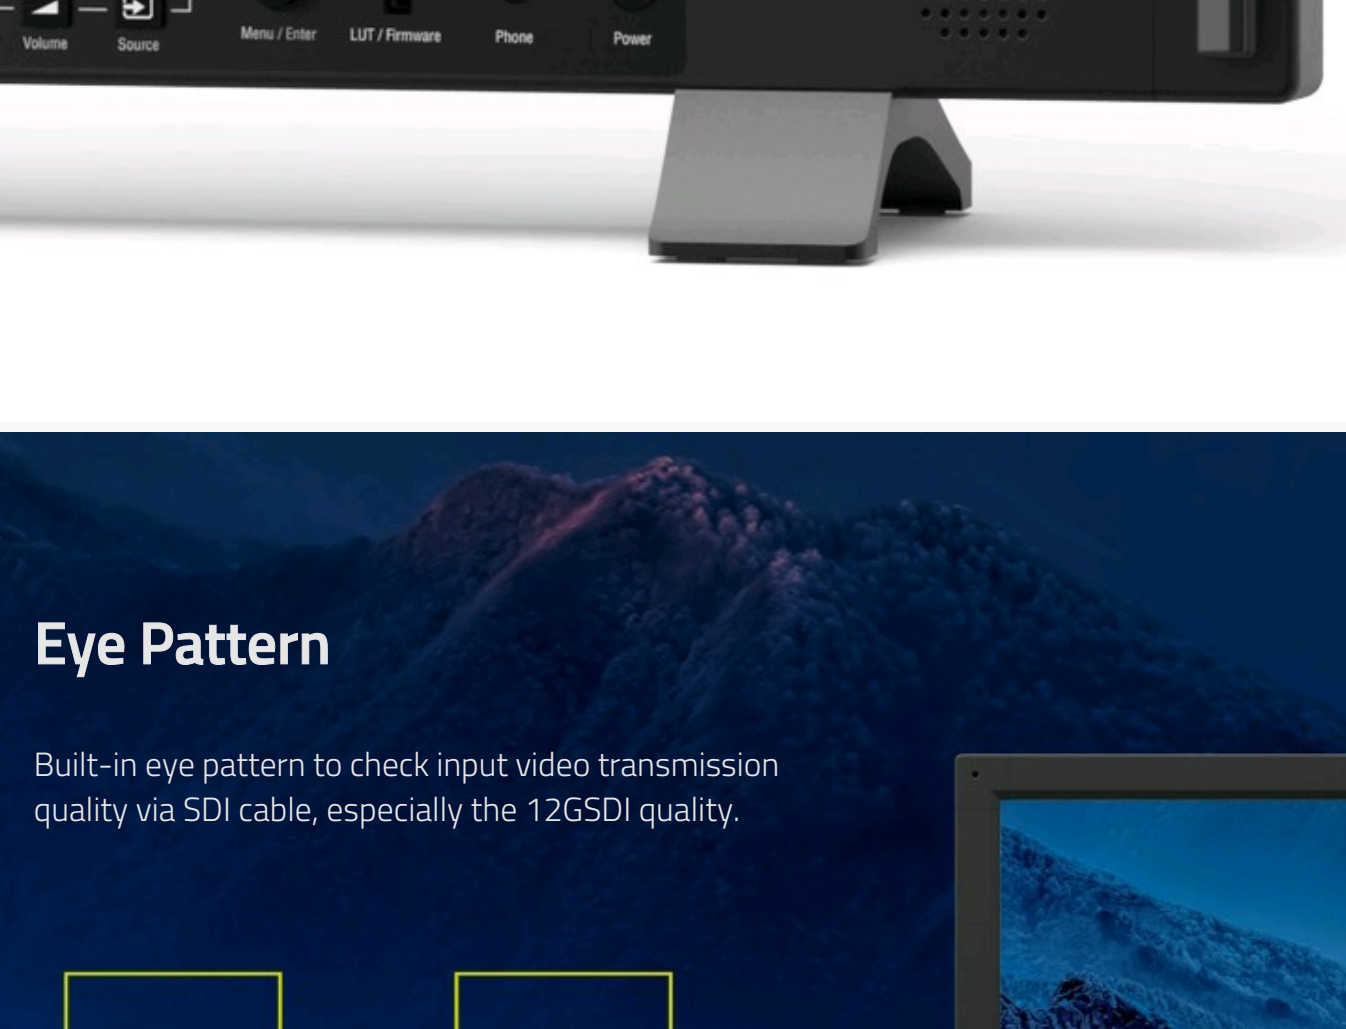 Volume
Source
Menu / Enter
LUT / Firmware
Phone
Power
Eye Pattern
Built-in eye pattern to check input video transmission
quality via SDI cable, especially the 12GSDI quality.